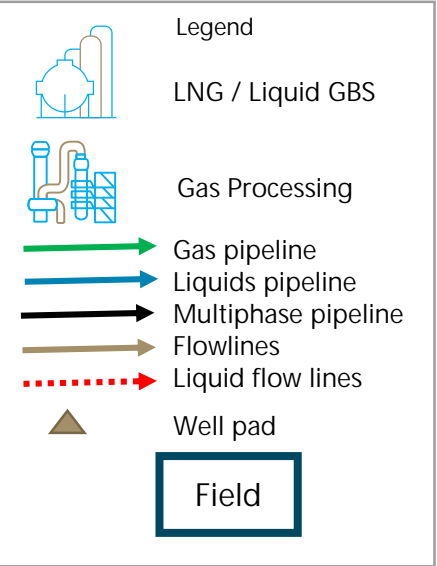 Legend
LNG / Liquid GBS
Gas Processing
Gas pipeline
Liquids pipeline
Multiphase pipeline
Flowlines
Liquid flow lines
Well pad
Field